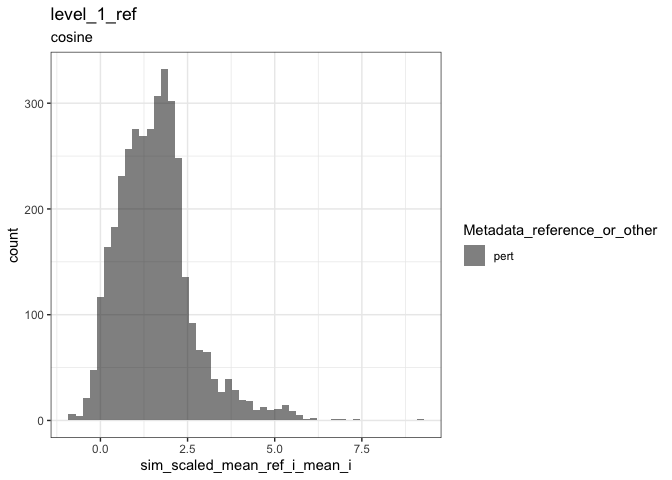 level_1_ref
cosine
300
200
100
0
count
0.0 2.5 5.0 7.5
sim_scaled_mean_ref_i_mean_i
Metadata_reference_or_other
pert